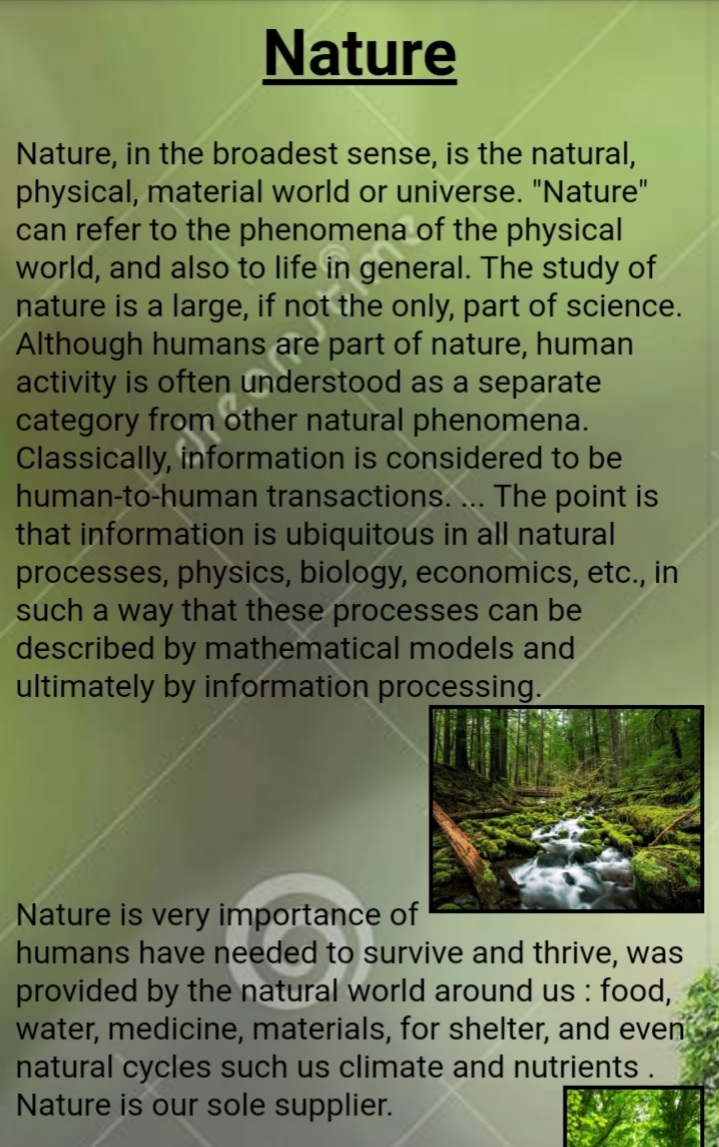 Nature
Nature, in the broadest sense, is the natural,
physical, material world or universe. "Nature"
can refer to the phenomena of the physical
world, and also to life in general. The study of
nature is a large, if not the only, part of science.
Although humans are part of nature, human
activity is often understood as a separate
category from other natural phenomena.
Classically, information is considered to be
human-to-human transactions. ... The point is
that information is ubiquitous in all natural
processes, physics, biology, economics, etc., in
such a way that these processes can be
described by mathematical models and
ultimately by information processing.
Nature is very importance of
humans have needed to survive and thrive, was
provided by the natural world around us : food,
water, medicine, materials, for shelter, and even
natural cycles such us climate and nutrients .
Nature is our sole supplier.
dreamstime